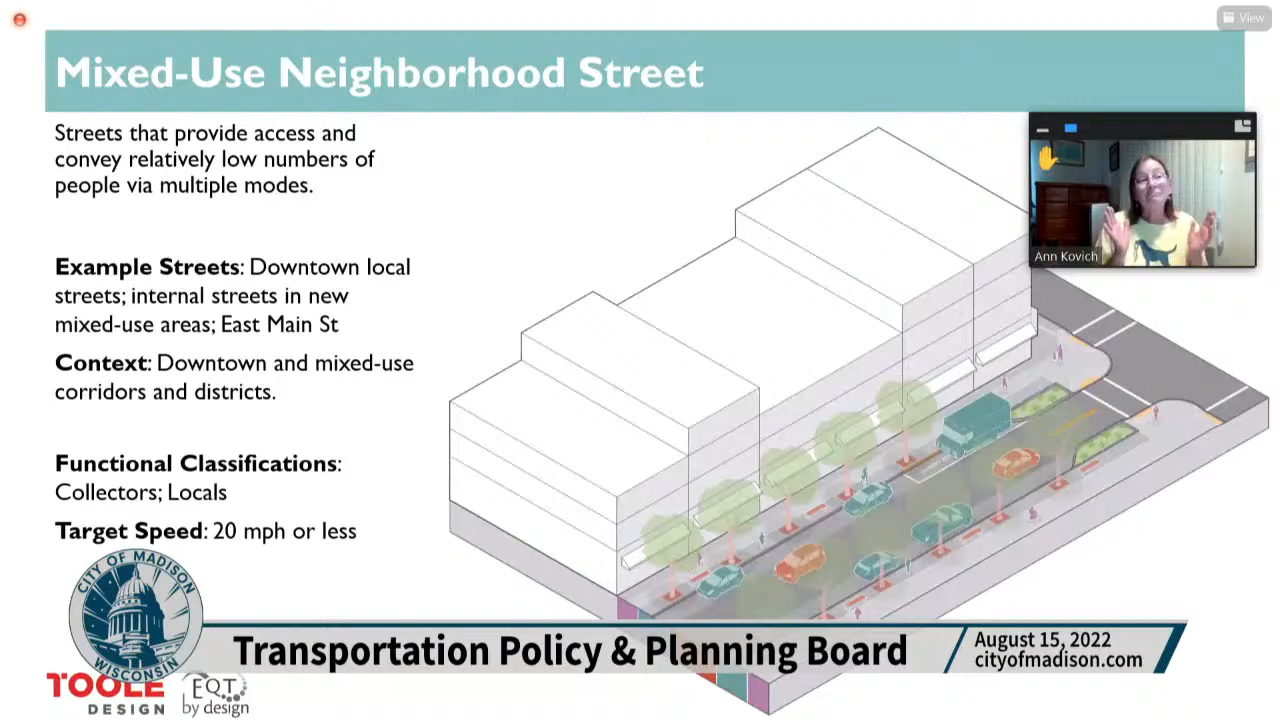 View
Mixed-Use Neighborhood Street
Streets that provide access and
convey relatively low numbers of
people via multiple modes.
Example Streets: Downtown local
streets; internal streets in new
mixed-use areas; East Main St
Context: Downtown and mixed-use
corridors and districts.
Functional Classifications:
Collectors; Locals
Target Speed: 20 mph or less
Ann Kovich
CITY OF MADISON
WISCONSIN
Transportation Policy & Planning Board
August 15, 2022
cityofmadison.com
TOOLE
DESIGN
EQT
by design